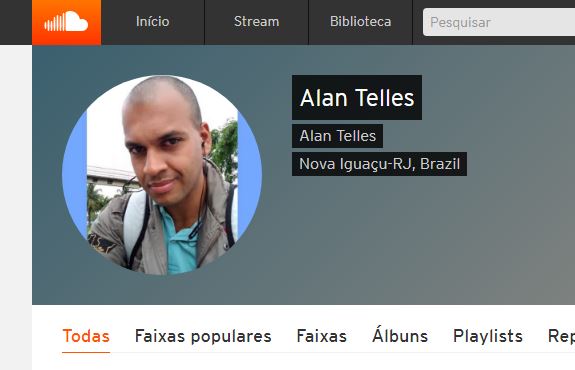 Início Stream Biblioteca Pesquisar
Alan Telles
Alan Telles
Nova Iguaçu-RJ, Brazil
Todas Faixas populares Faixas Álbuns Playlists Rep